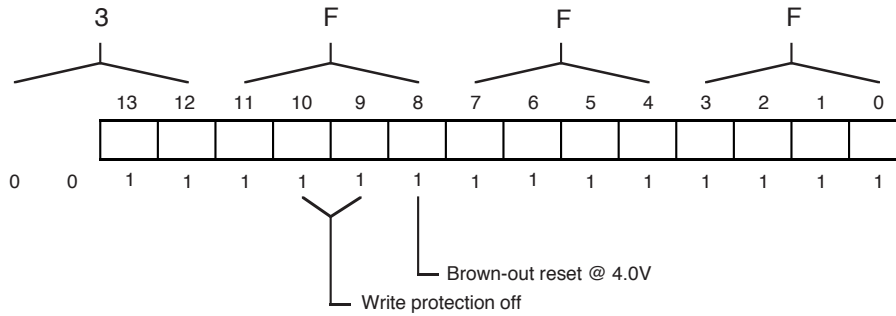 3 F F F
13 12 11 10 9 8 7 6 5 4 3 2 1 0
0 0 1 1 1 1 1 1 1 1 1 1 1 1 1 1
Brown-out reset @ 4.0V
Write protection off